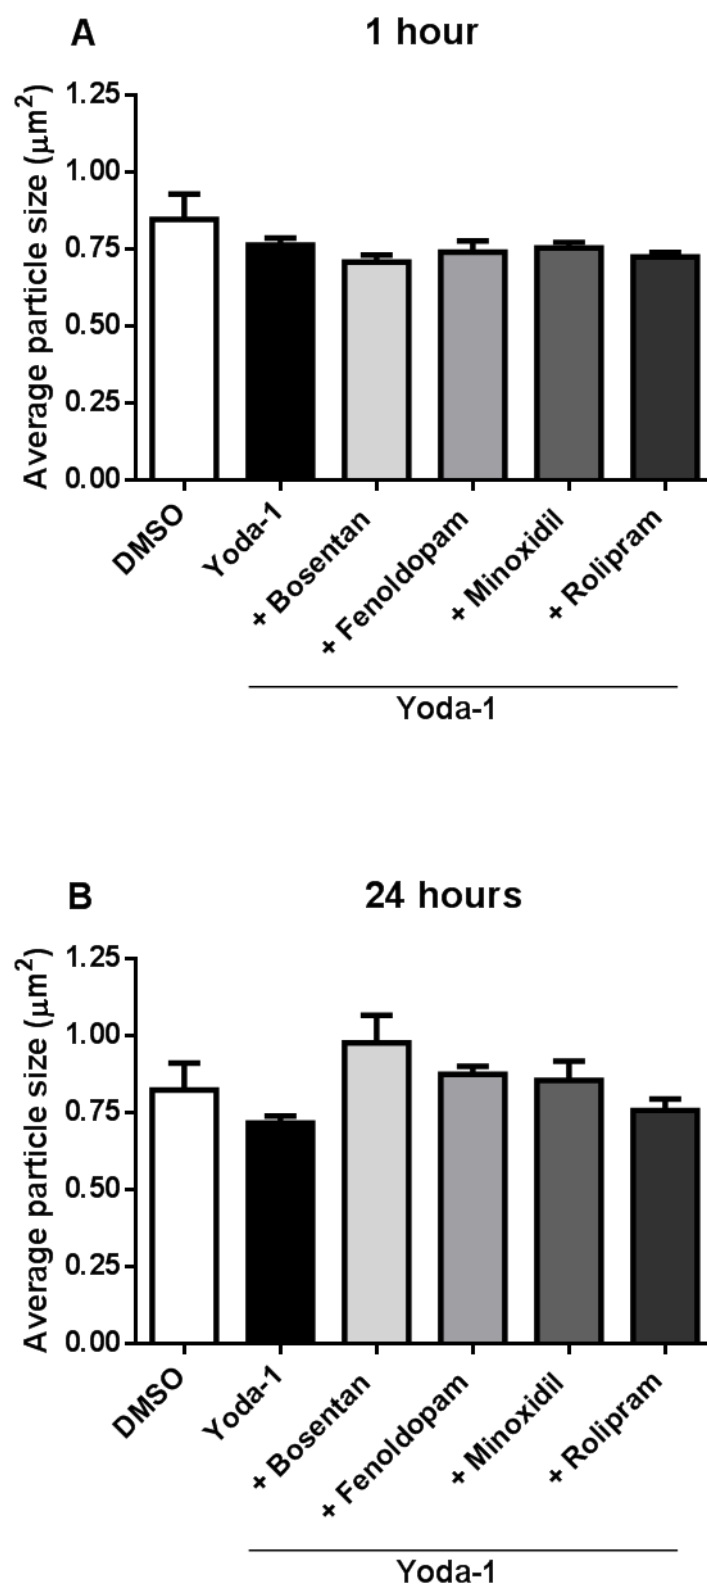 A
1 hour
Average particle size (μm²)
1.25
1.00
0.75
0.50
0.25
0.00
DMSO
Yoda-1
+ Bosentan
+ Fenoldopam
+ Minoxidil
+ Rolipram
Yoda-1
B
24 hours
Average particle size (μm²)
1.25
1.00
0.75
0.50
0.25
0.00
DMSO
Yoda-1
+ Bosentan
+ Fenoldopam
+ Minoxidil
+ Rolipram
Yoda-1